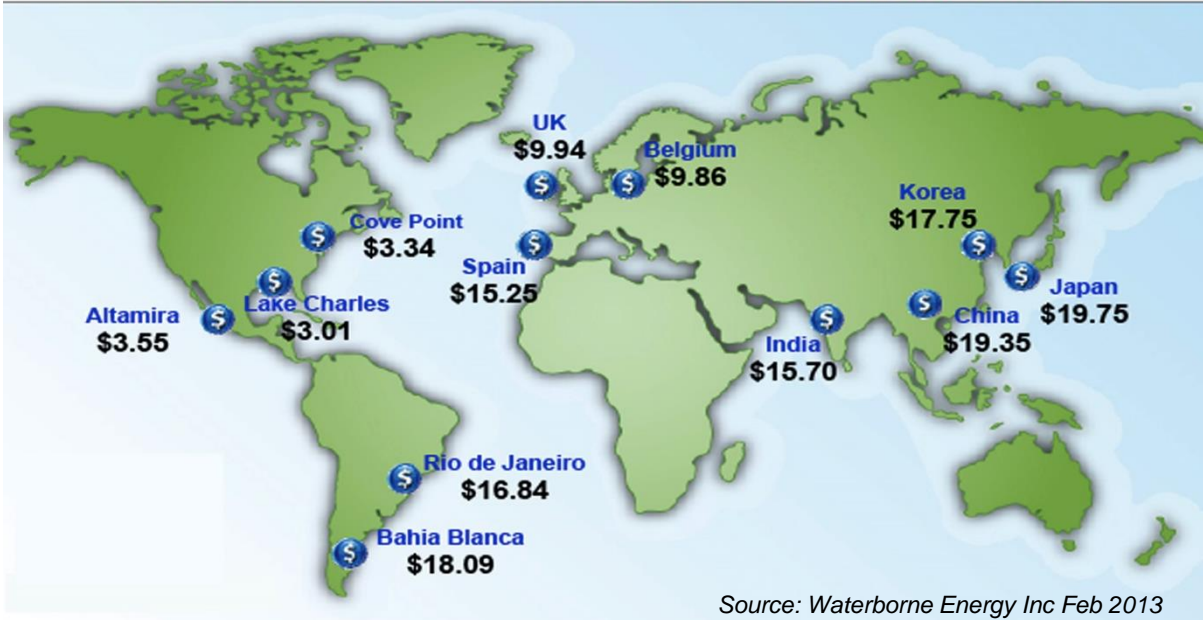 UK
$9.94
Belgium
$9.86
Korea
$17.75
Cove Point
$3.34
Spain
$15.25
Lake Charles
$3.01
Altamira
$3.55
Japan
$19.75
China
$19.35
India
$15.70
Rio de Janeiro
$16.84
Bahia Blanca
$18.09
Source: Waterborne Energy Inc Feb 2013